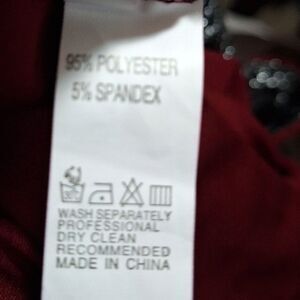 95% POLYESTER
5% SPANDEX
WASH SEPARATELY
PROFESSIONAL
DRY CLEAN
RECOMMENDED
MADE IN CHINA